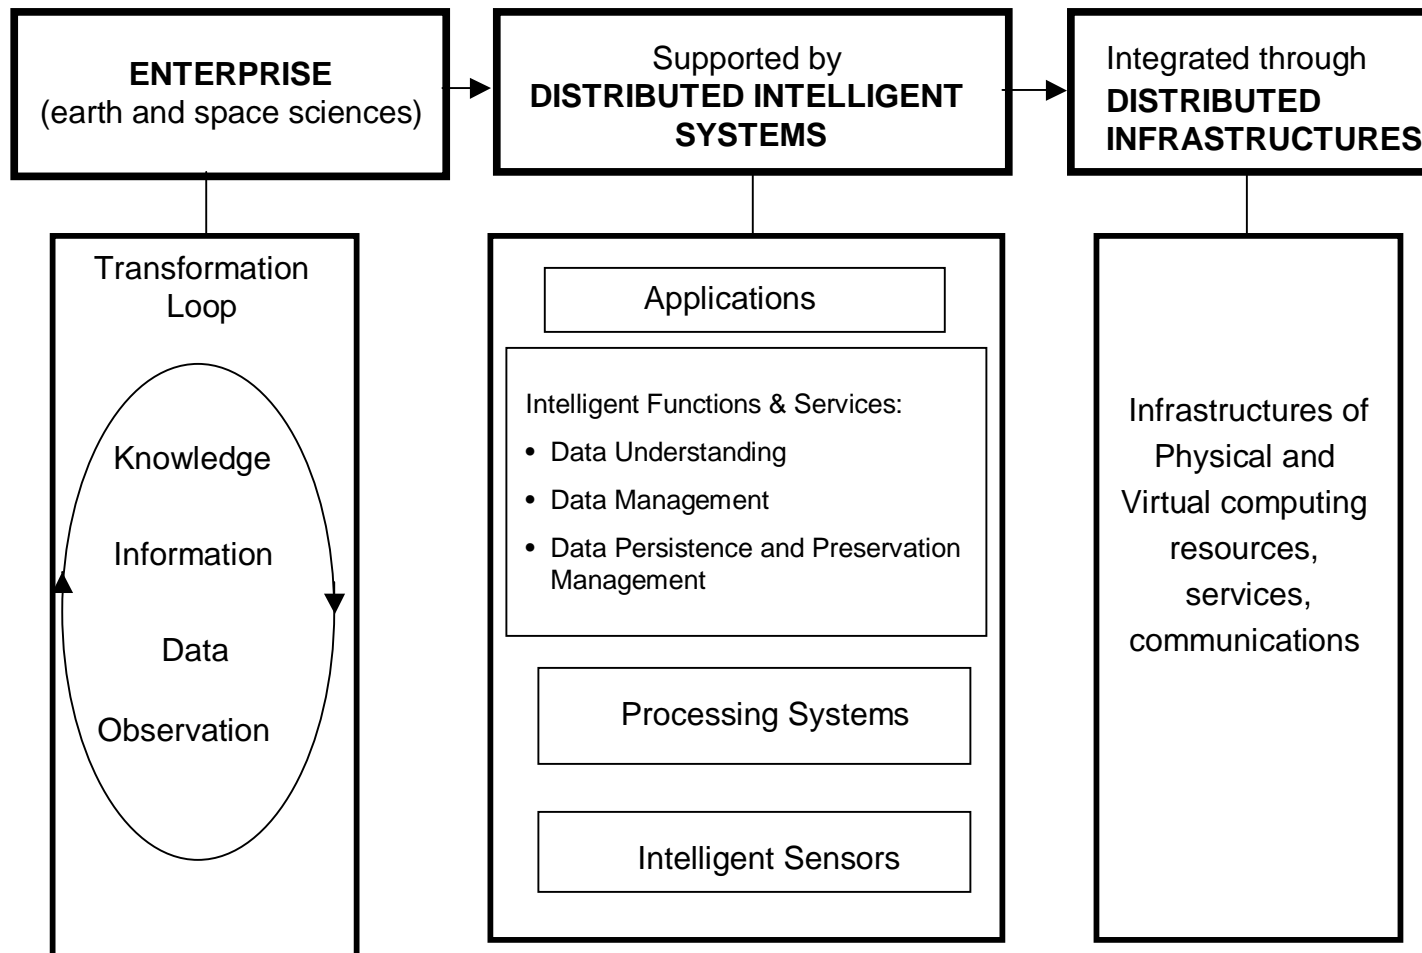 ENTERPRISE
(earth and space sciences)
Supported by
DISTRIBUTED INTELLIGENT
SYSTEMS
Integrated through
DISTRIBUTED
INFRASTRUCTURES
Transformation
Loop
Knowledge
Information
Data
Observation
Applications
Intelligent Functions & Services:
• Data Understanding
• Data Management
• Data Persistence and Preservation
Management
Processing Systems
Intelligent Sensors
Infrastructures of
Physical and
Virtual computing
resources,
services,
communications